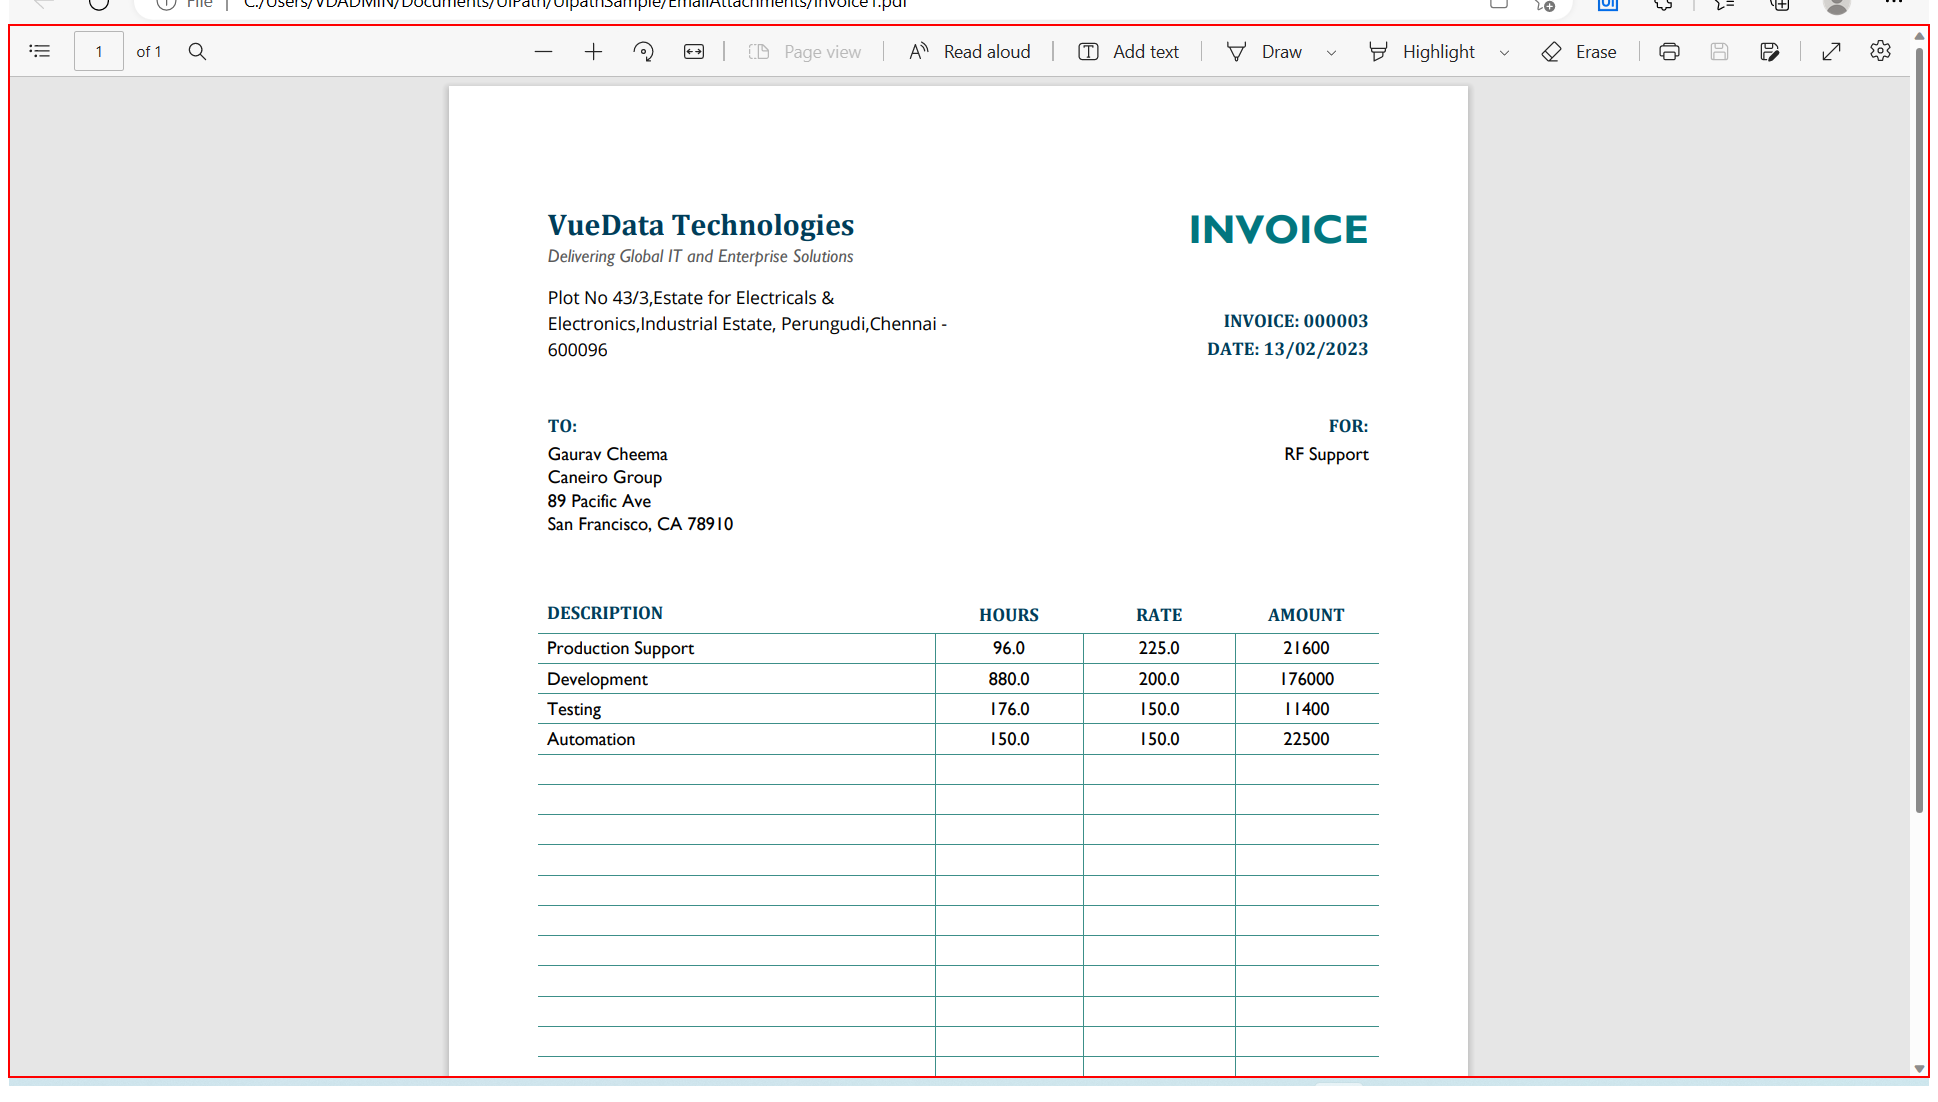 File | C:/Users/VDADMIN/Documents/UiPath/UipathSample/EmailAttachments/Invoice1.pdf
1 of 1 Page view Read aloud Add text Draw Highlight Erase
VueData Technologies
INVOICE
Delivering Global IT and Enterprise Solutions
Plot No 43/3,Estate for Electricals &
Electronics,Industrial Estate, Perungudi,Chennai -
600096
INVOICE: 000003
DATE: 13/02/2023
TO:
Gaurav Cheema
Caneiro Group
89 Pacific Ave
San Francisco, CA 78910
FOR:
RF Support
DESCRIPTION HOURS RATE AMOUNT
Production Support 96.0 225.0 21600
Development 880.0 200.0 176000
Testing 176.0 150.0 11400
Automation 150.0 150.0 22500